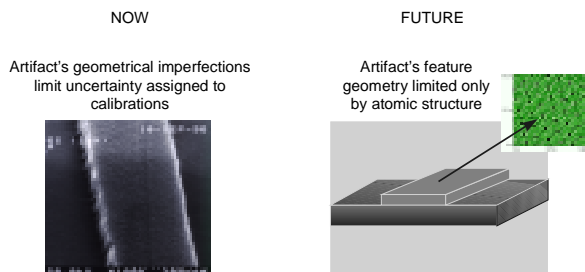 NOW
Artifact's geometrical imperfections
limit uncertainty assigned to
calibrations
FUTURE
Artifact's feature
geometry limited only
by atomic structure